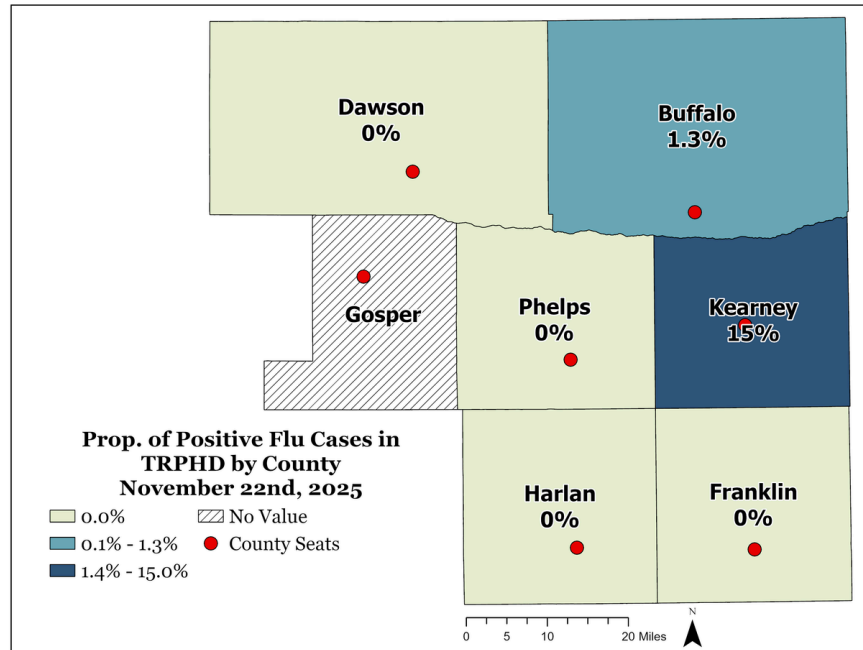 Dawson
0%
Buffalo
1.3%
Gosper
Phelps
0%
Kearney
15%
Harlan
0%
Franklin
0%
Prop. of Positive Flu Cases in
TRPHD by County
November 22nd, 2025
0.0%
0.1% - 1.3%
1.4% - 15.0%
No Value
County Seats
0 5 10 20 Miles
N